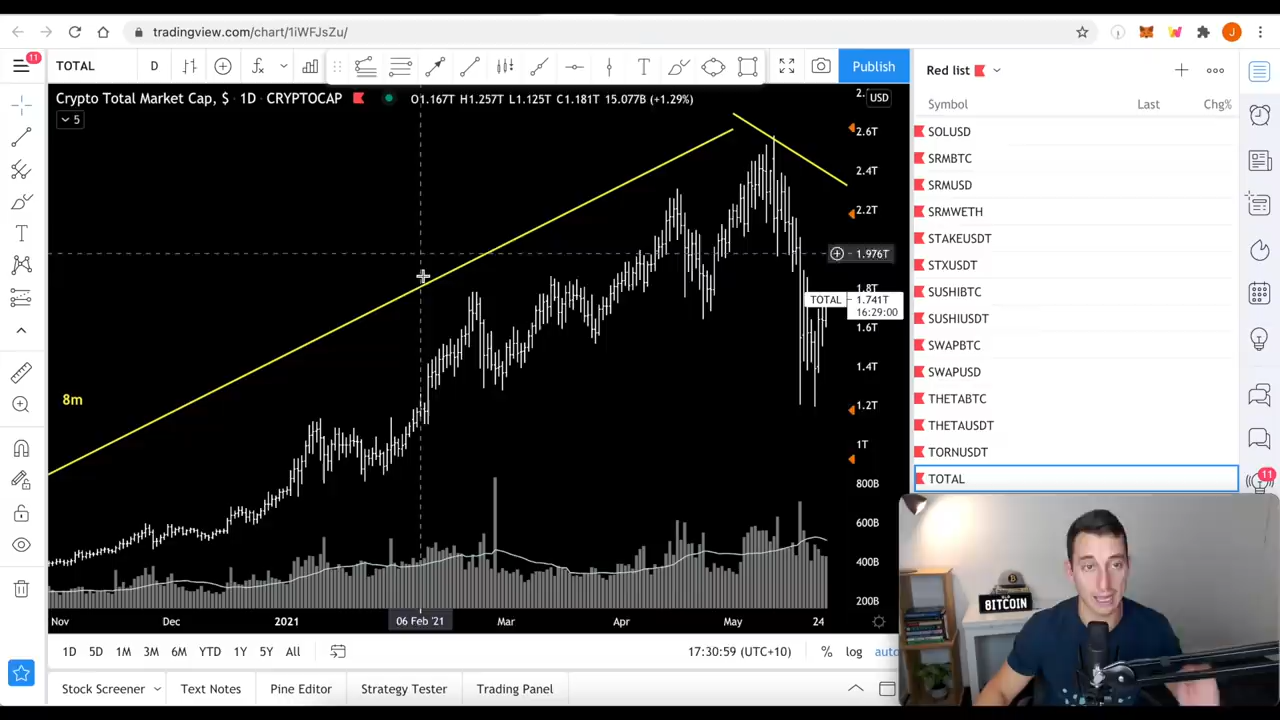 tradingview.com/chart/1iWFJsZu/
J
11
TOTAL
D
T
Publish
Red list
Crypto Total Market Cap, $ · 1D · CRYPTOCAP
O1.167T H1.257T L1.125T C1.181T 15.077B (+1.29%)
5
USD
2.6T
2.4T
2.2T
1.976T
1.8T
TOTAL
1.741T
16:29:00
1.6T
1.4T
1.2T
1T
800B
600B
400B
200B
8m
Symbol Last Chg%
SOLUSD
SRMBTC
SRMUSD
SRMWETH
STAKEUSDT
STXUSDT
SUSHIBTC
SUSHIUSDT
SWAPBTC
SWAPUSD
THETABTC
THETAUSDT
TORNUSDT
TOTAL
11
Nov Dec 2021 06 Feb '21 Mar Apr May 24
1D 5D 1M 3M 6M YTD 1Y 5Y All
17:30:59 (UTC+10) % log auto
Stock Screener Text Notes Pine Editor Strategy Tester Trading Panel
BITCOIN